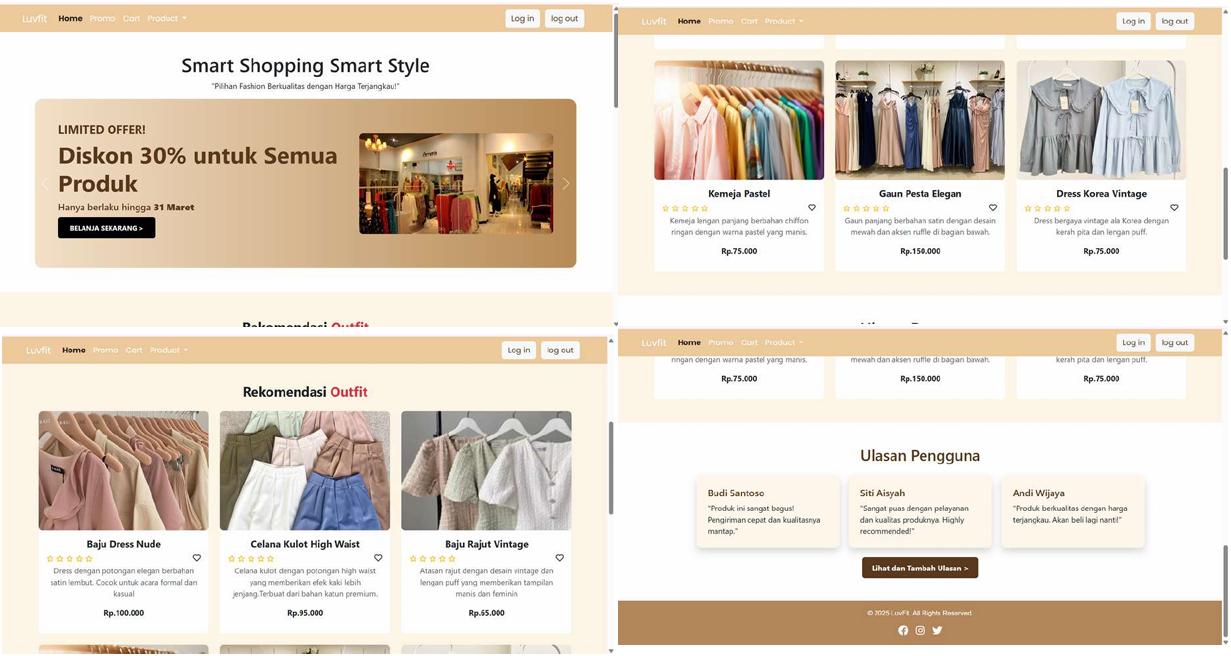 Luvfit Home Promo Cart Product Log in log out
Smart Shopping Smart Style
"Pilihan Fashion Berkualitas dengan Harga Terjangkau!"
LIMITED OFFER!
Diskon 30% untuk Semua
Produk
Hanya berlaku hingga 31 Maret
BELANJA SEKARANG >
Rekomendasi Outfit
Luvfit Home Promo Cart Product Log in log out
Kemeja Pastel
Kemeja lengan panjang berbahan chiffon
ringan dengan warna pastel yang manis.
Rp.75.000
Gaun Pesta Elegan
Gaun panjang berbahan satin dengan desain
mewah dan aksen ruffle di bagian bawah.
Rp.150.000
Dress Korea Vintage
Dress bergaya vintage ala Korea dengan
kerah pita dan lengan puff.
Rp.75.000
Luvfit Home Promo Cart Product Log in log out
Rekomendasi Outfit
Baju Dress Nude
Dress dengan potongan elegan berbahan
satin lembut. Cocok untuk acara formal dan
kasual
Rp.100.000
Celana Kulot High Waist
Celana kulot dengan potongan high waist
yang memberikan efek kaki lebih
jenjang.Terbuat dari bahan katun premium.
Rp.95.000
Baju Rajut Vintage
Atasan rajut dengan desain vintage dan
lengan puff yang memberikan tampilan
manis dan feminin
Rp.65.000
Luvfit Home Promo Cart Product Log in log out
ringan dengan warna pastel yang manis.
Rp.75.000
mewah dan aksen ruffle di bagian bawah.
Rp.150.000
kerah pita dan lengan puff.
Rp.75.000
Ulasan Pengguna
Budi Santoso
"Produk ini sangat bagus!
Pengiriman cepat dan kualitasnya
mantap."
Siti Aisyah
"Sangat puas dengan pelayanan
dan kualitas produknya. Highly
recommended!"
Andi Wijaya
"Produk berkualitas dengan harga
terjangkau. Akan beli lagi nanti!"
Lihat dan Tambah Ulasan >
© 2025 LuvFit. All Rights Reserved.